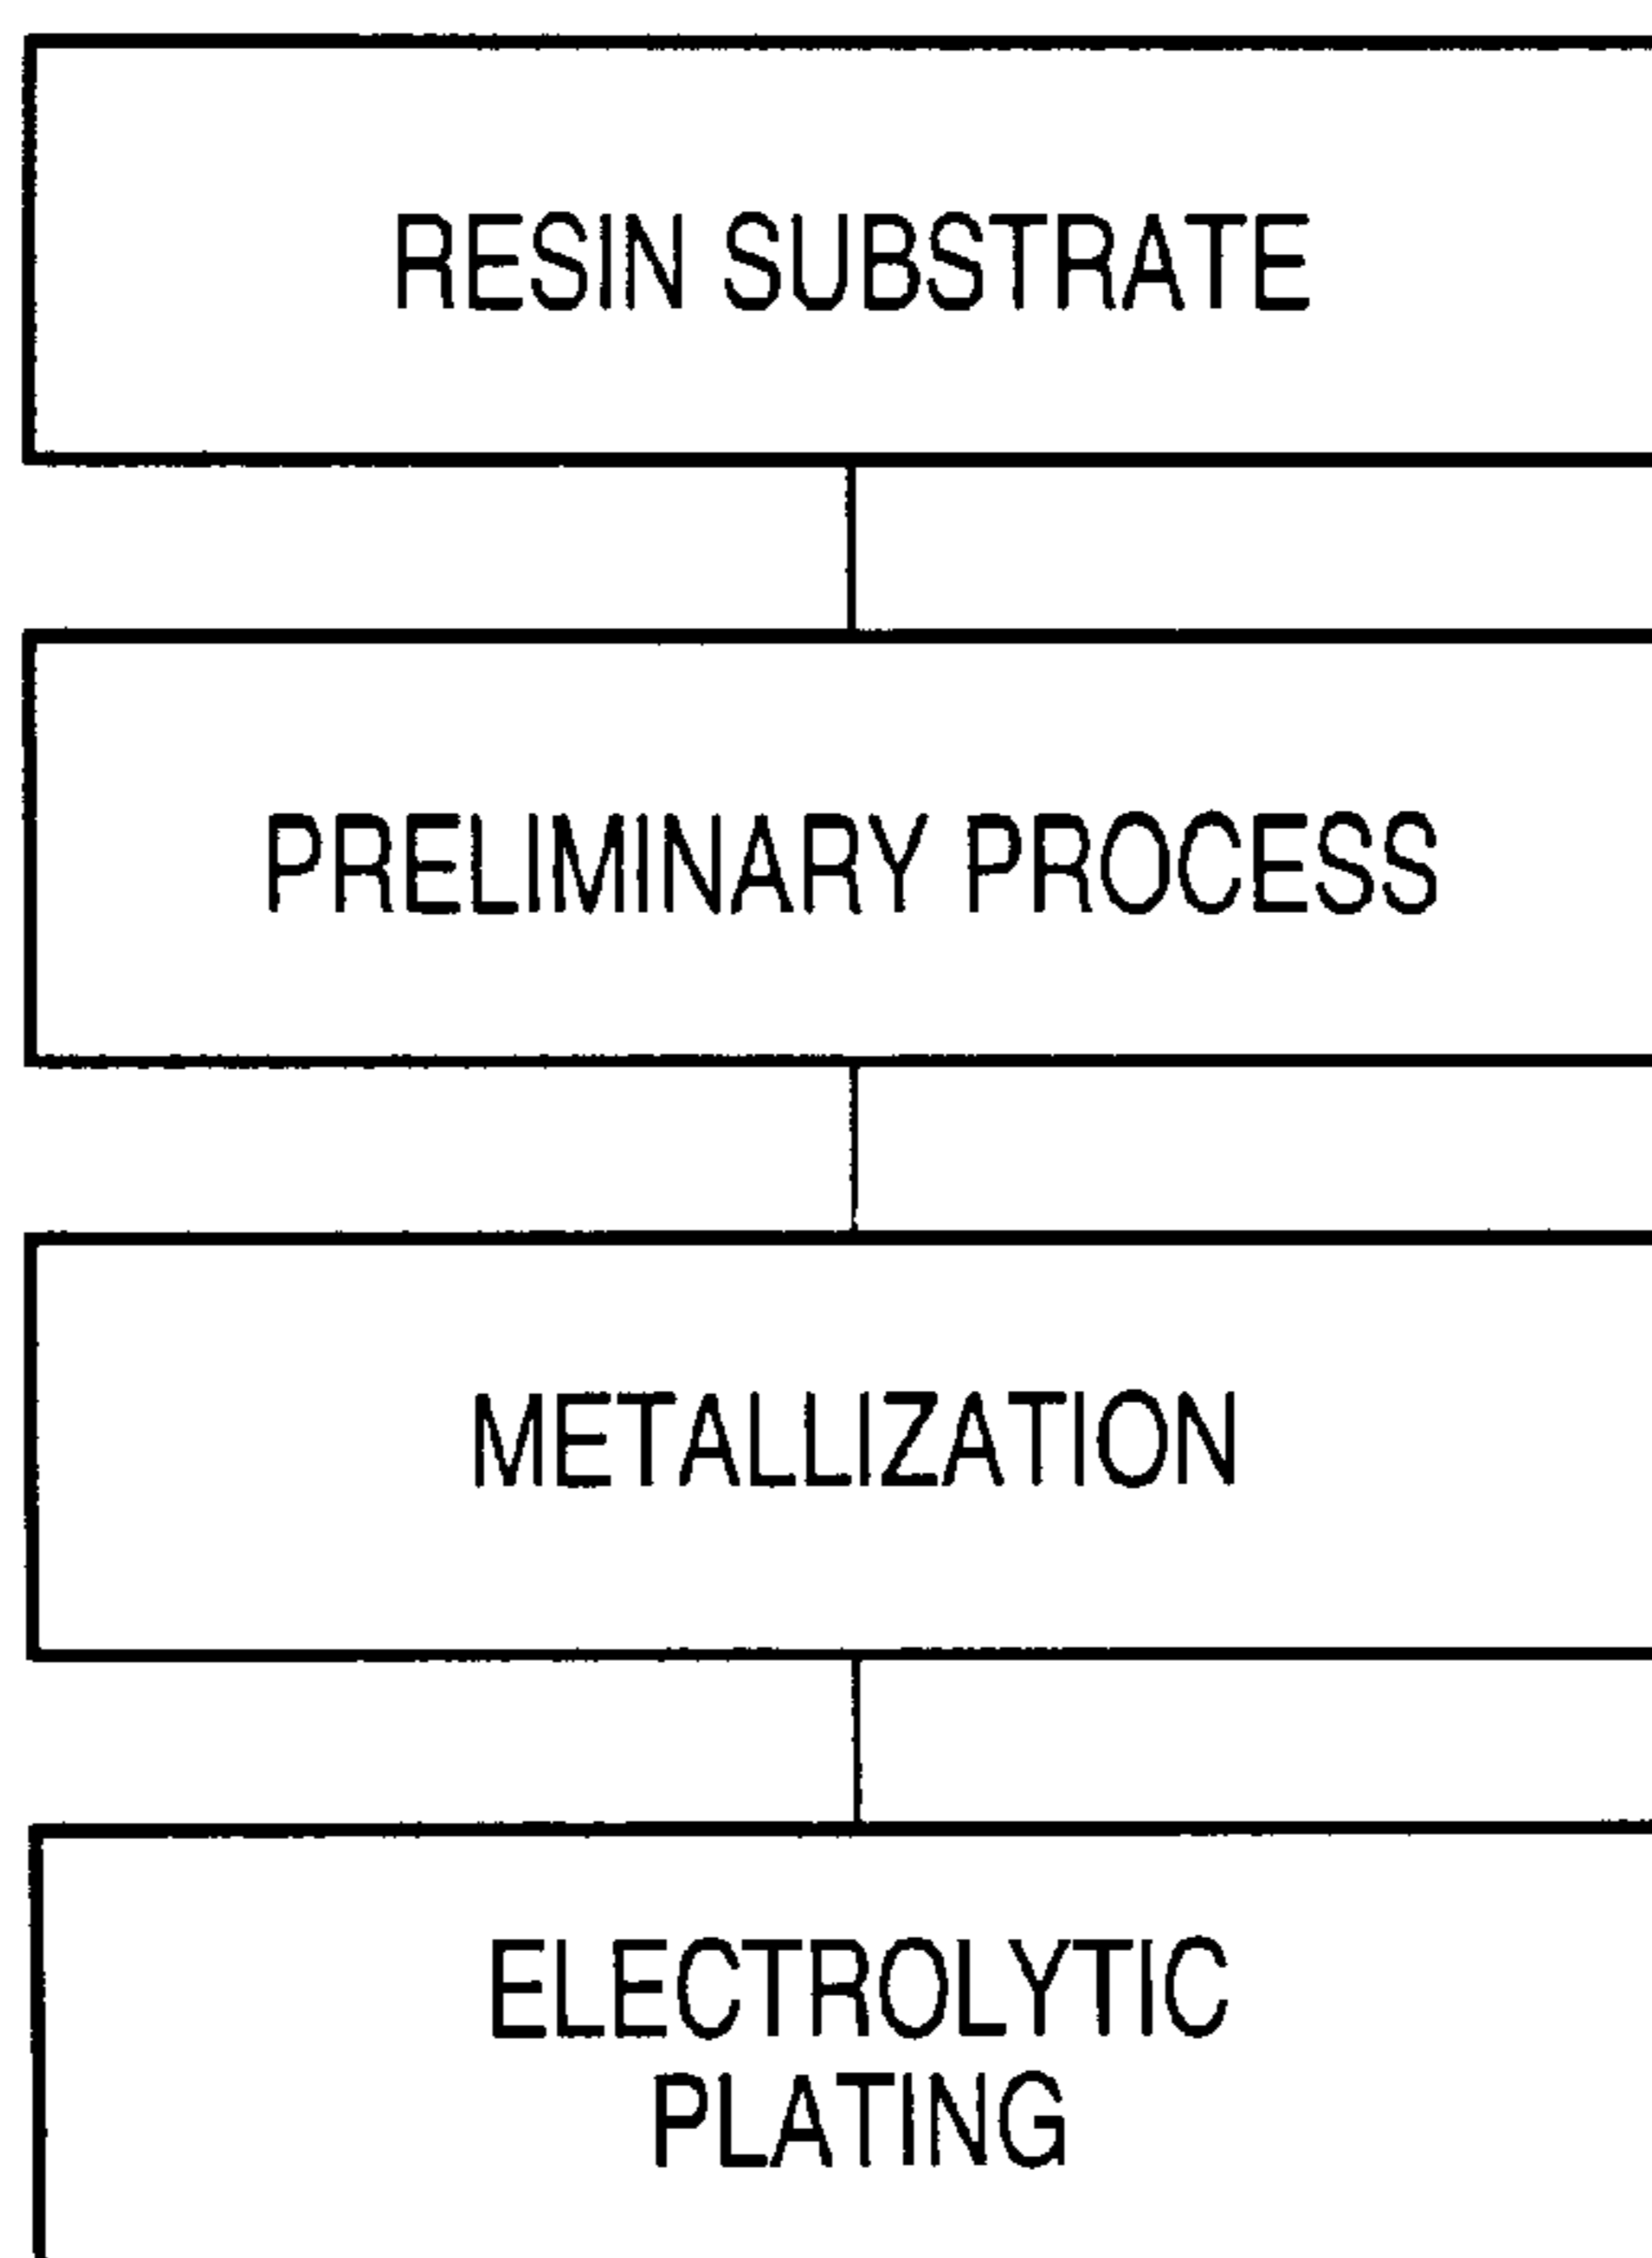 RESIN SUBSTRATE
PRELIMINARY PROCESS
METALLIZATION
ELECTROLYTIC
PLATING